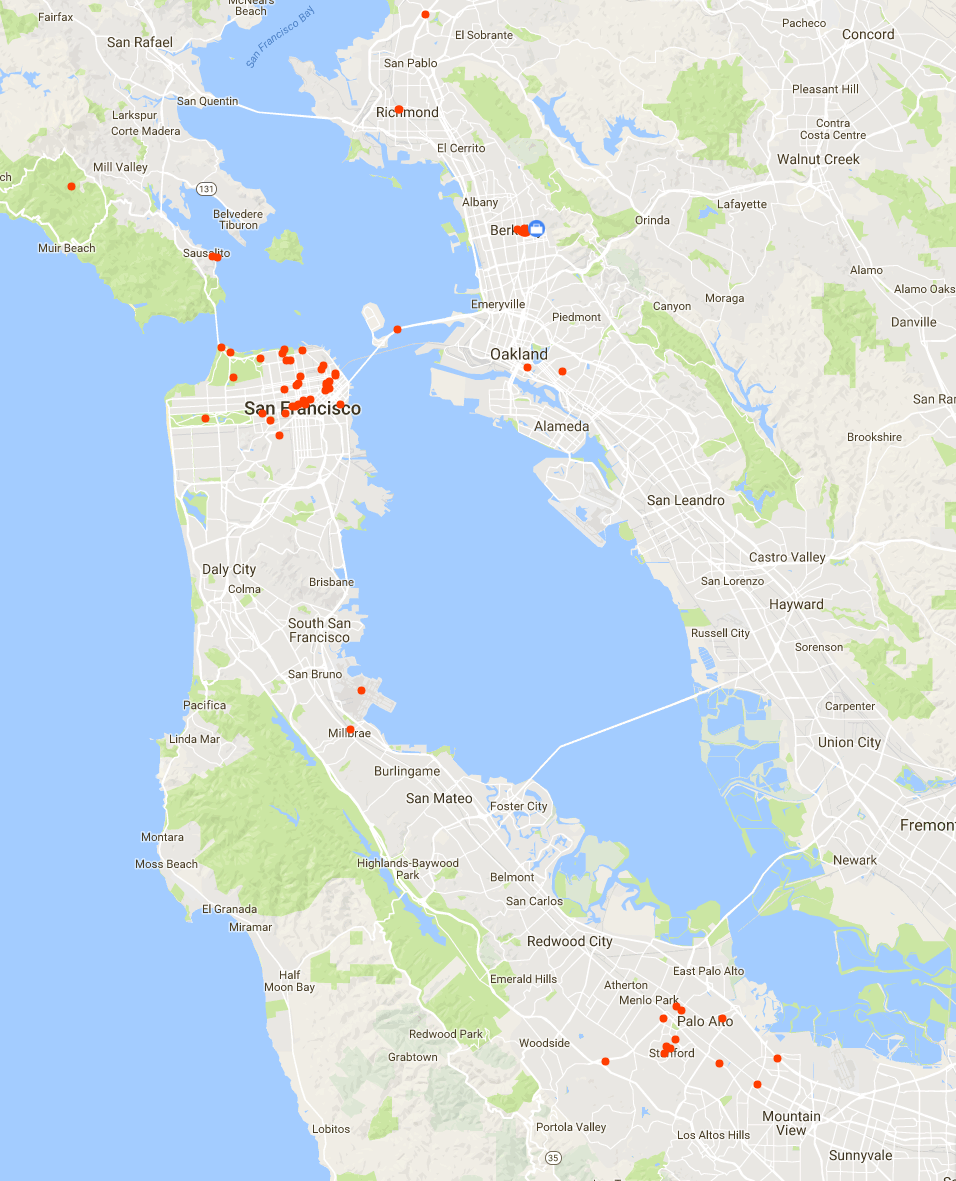 McNears
Beach
Fairfax
San Rafael
San Francisco Bay
El Sobrante
Pacheco
Concord
San Pablo
San Quentin
Richmond
Pleasant Hill
Larkspur
Corte Madera
Contra
Costa Centre
El Cerrito
Walnut Creek
Mill Valley
ch
131
Albany
Lafayette
Belvedere
Tiburon
Orinda
Berk
Muir Beach
Sausalito
Canyon
Moraga
Alamo
Alamo Oaks
Emeryville
Piedmont
Danville
Oakland
San Francisco
San Ra
Alameda
Brookshire
San Leandro
Castro Valley
Daly City
Colma
Brisbane
San Lorenzo
Hayward
South San
Francisco
Russell City
Sorenson
San Bruno
Pacifica
Carpenter
Millbrae
Linda Mar
Union City
Burlingame
San Mateo
Foster City
Fremont
Montara
Moss Beach
Highlands-Baywood
Park
Newark
Belmont
San Carlos
El Granada
Miramar
Redwood City
Half
Moon Bay
Emerald Hills
East Palo Alto
Atherton
Menlo Park
Palo Alto
Redwood Park
Woodside
Stanford
Grabtown
Mountain
View
Lobitos
Portola Valley
Los Altos Hills
35
Sunnyvale